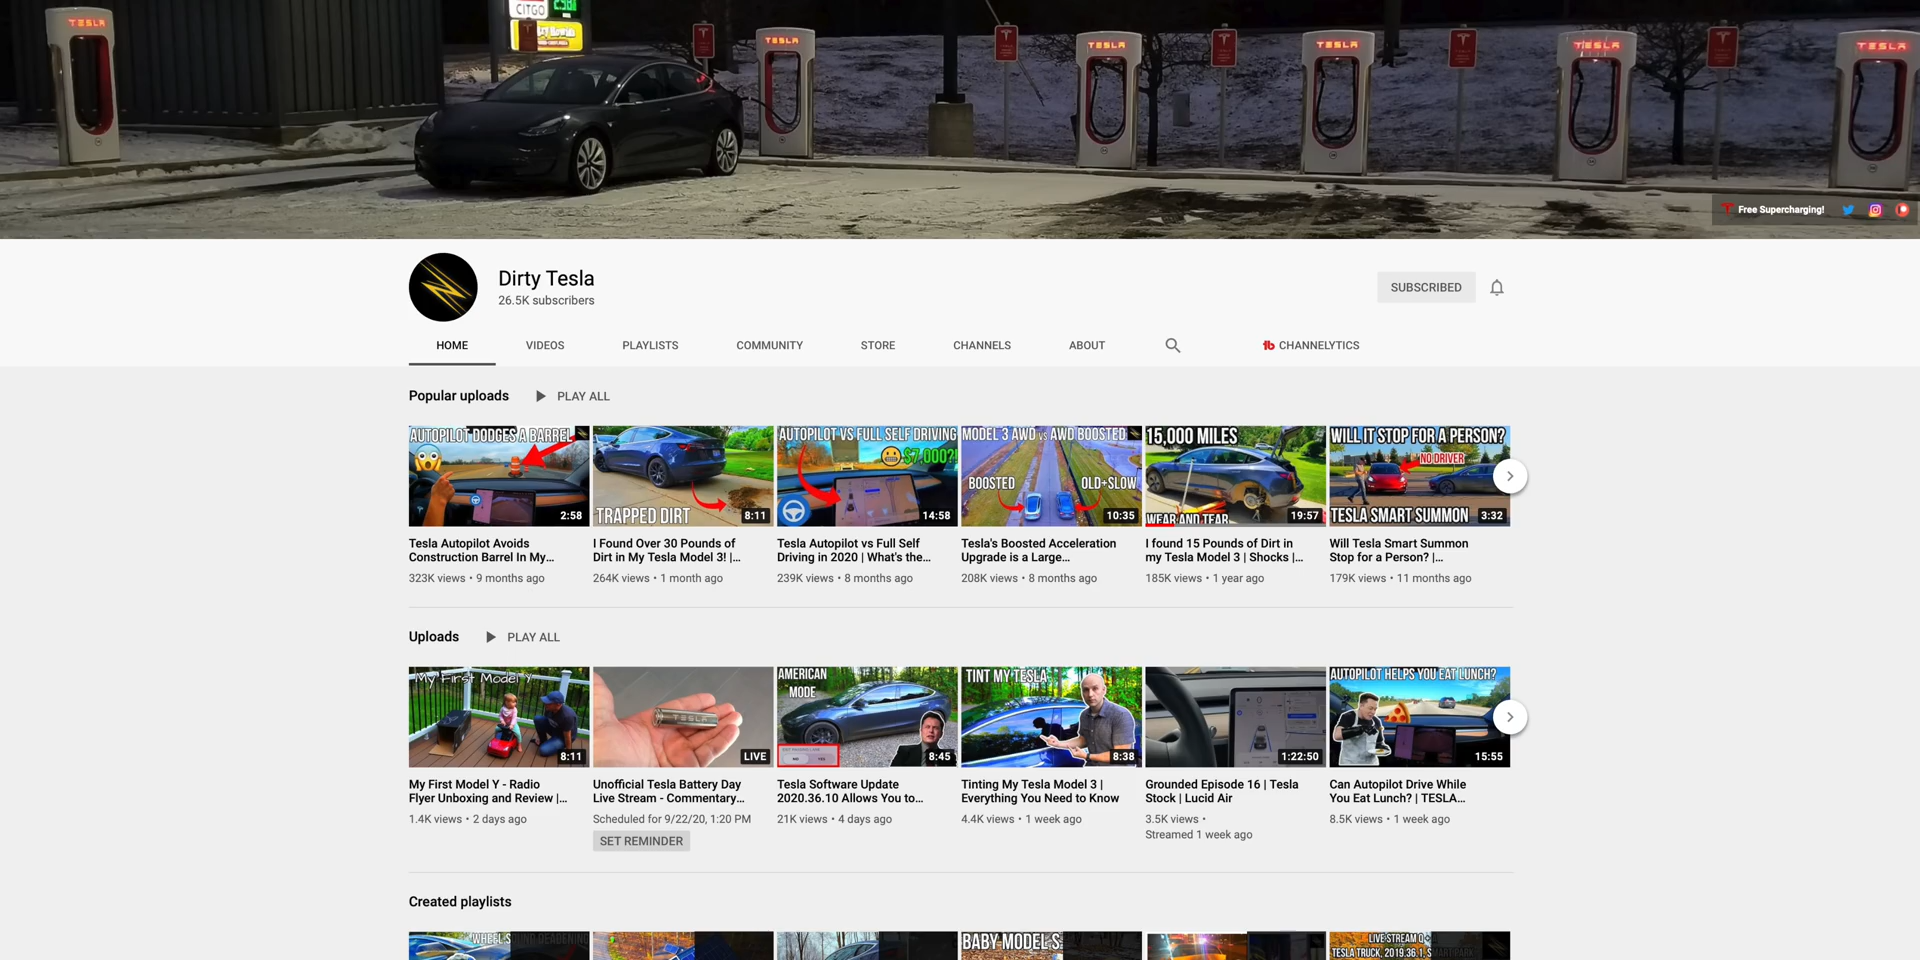 CITGO
TESLA
TESLA
TESLA
TESLA
TESLA
TESLA
Free Supercharging!
Dirty Tesla
26.5K subscribers
SUBSCRIBED
HOME VIDEOS PLAYLISTS COMMUNITY STORE CHANNELS ABOUT CHANNELYTICS
Popular uploads PLAY ALL
AUTOPILOT DODGES A BARREL
2:58
TRAPPED DIRT
8:11
AUTOPILOT VS FULL SELF DRIVING
$7,000?!
14:58
MODEL 3 AWD vs AWD BOOSTED
BOOSTED OLD+SLOW
10:35
15,000 MILES
WEAR AND TEAR
19:57
WILL IT STOP FOR A PERSON?
NO DRIVER
TESLA SMART SUMMON
3:32
Tesla Autopilot Avoids
Construction Barrel In My...
323K views • 9 months ago
I Found Over 30 Pounds of
Dirt in My Tesla Model 3! |...
264K views • 1 month ago
Tesla Autopilot vs Full Self
Driving in 2020 | What's the...
239K views • 8 months ago
Tesla's Boosted Acceleration
Upgrade is a Large...
208K views • 8 months ago
I found 15 Pounds of Dirt in
my Tesla Model 3 | Shocks |...
185K views • 1 year ago
Will Tesla Smart Summon
Stop for a Person? |...
179K views • 11 months ago
Uploads PLAY ALL
My First Model Y
8:11
TESLA
LIVE
AMERICAN
MODE
NO YES
8:45
TINT MY TESLA
8:38
1:22:50
AUTOPILOT HELPS YOU EAT LUNCH?
15:55
My First Model Y - Radio
Flyer Unboxing and Review |...
1.4K views • 2 days ago
Unofficial Tesla Battery Day
Live Stream - Commentary...
Scheduled for 9/22/20, 1:20 PM
SET REMINDER
Tesla Software Update
2020.36.10 Allows You to...
21K views • 4 days ago
Tinting My Tesla Model 3 |
Everything You Need to Know
4.4K views • 1 week ago
Grounded Episode 16 | Tesla
Stock | Lucid Air
3.5K views •
Streamed 1 week ago
Can Autopilot Drive While
You Eat Lunch? | TESLA...
8.5K views • 1 week ago
Created playlists
WHEEL SOUND DEADENING
BABY MODEL S
LIVE STREAM Q
TESLA TRUCK, 2019.36.1, SMART PARK